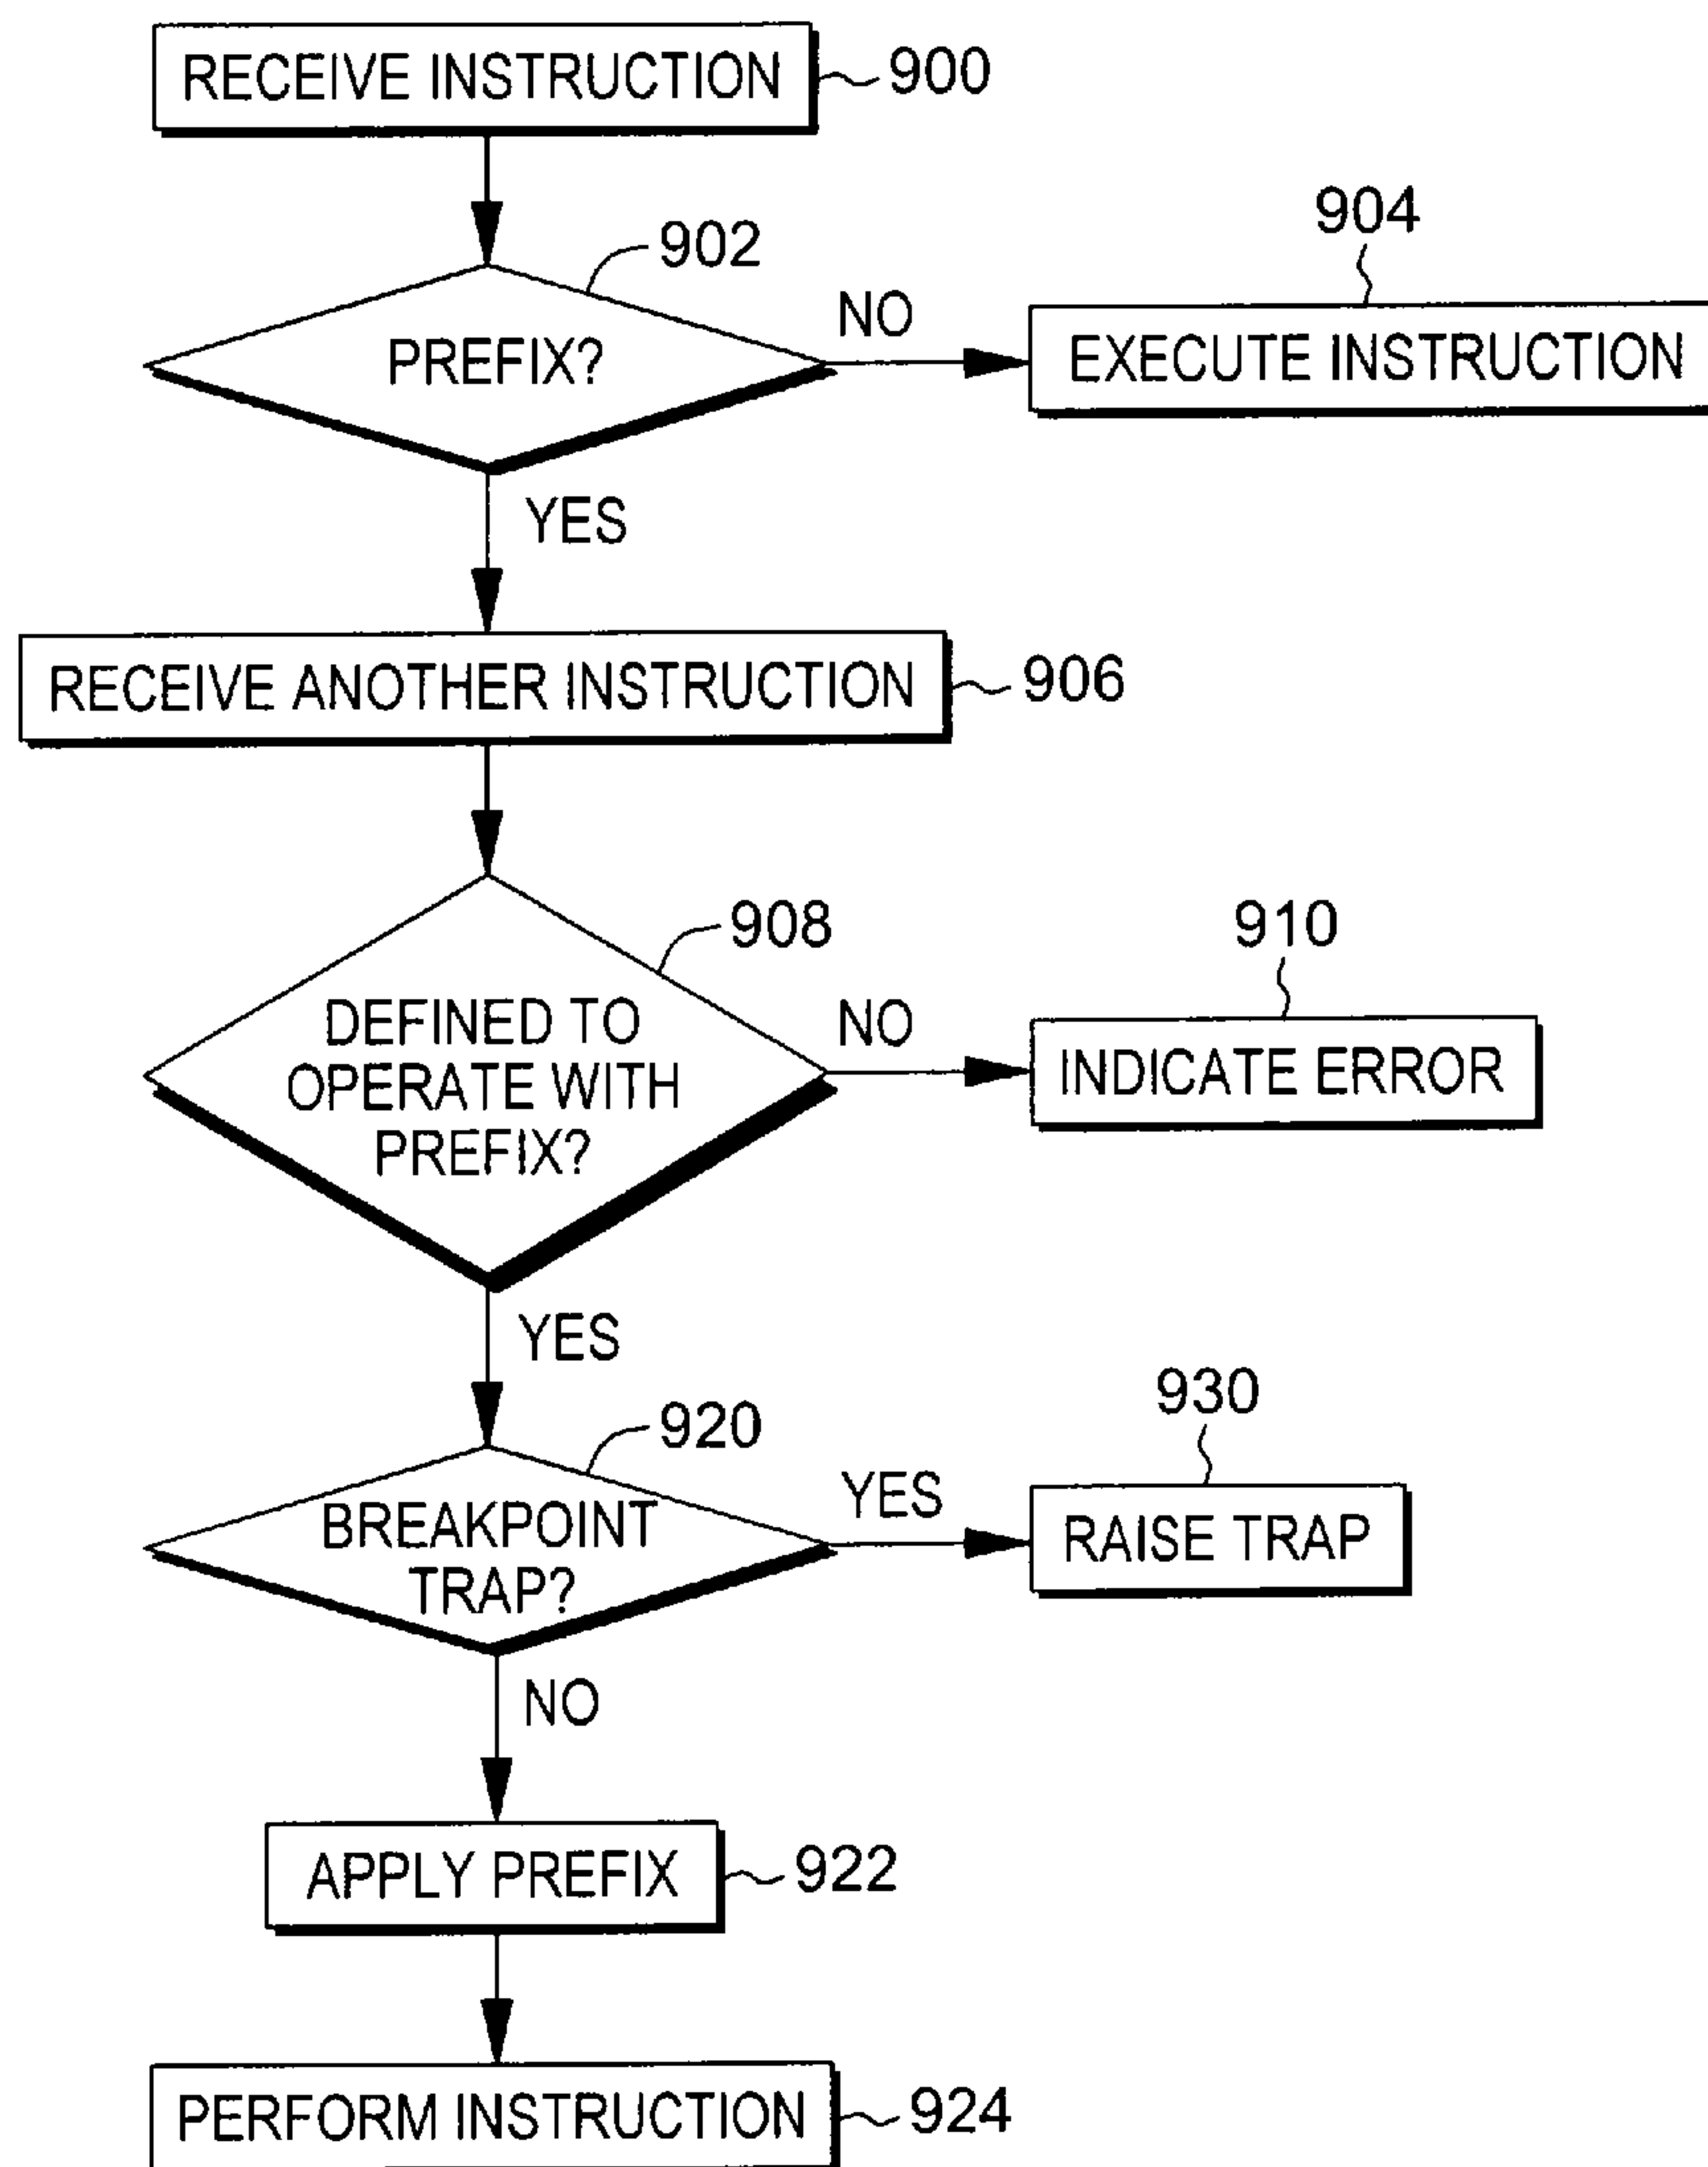 RECEIVE INSTRUCTION
900
902
PREFIX?
NO
904
EXECUTE INSTRUCTION
YES
RECEIVE ANOTHER INSTRUCTION
906
908
DEFINED TO
OPERATE WITH
PREFIX?
NO
910
INDICATE ERROR
YES
920
BREAKPOINT
TRAP?
YES
930
RAISE TRAP
NO
APPLY PREFIX
922
PERFORM INSTRUCTION
924